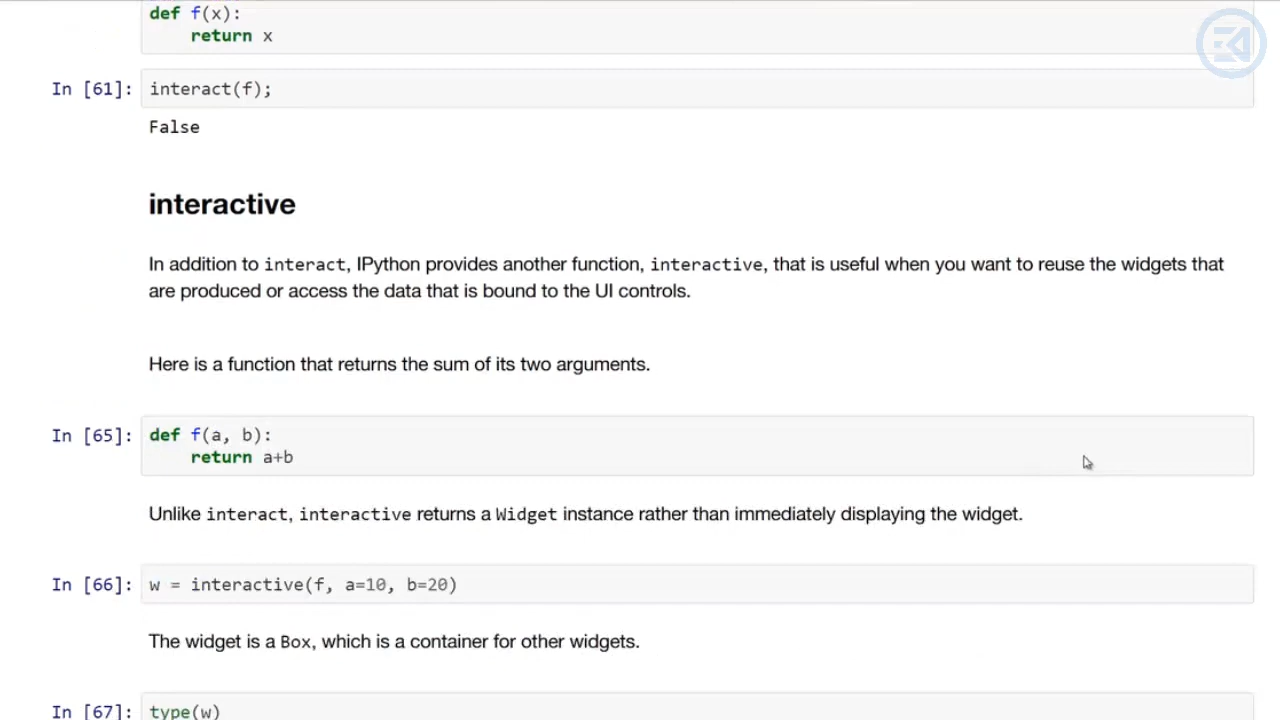 def f(x):
    return x
In [61]: interact(f);
False
interactive
In addition to interact, IPython provides another function, interactive, that is useful when you want to reuse the widgets that
are produced or access the data that is bound to the UI controls.
Here is a function that returns the sum of its two arguments.
In [65]: def f(a, b):
    return a+b
Unlike interact, interactive returns a Widget instance rather than immediately displaying the widget.
In [66]: w = interactive(f, a=10, b=20)
The widget is a Box, which is a container for other widgets.
In [67]: type(w)